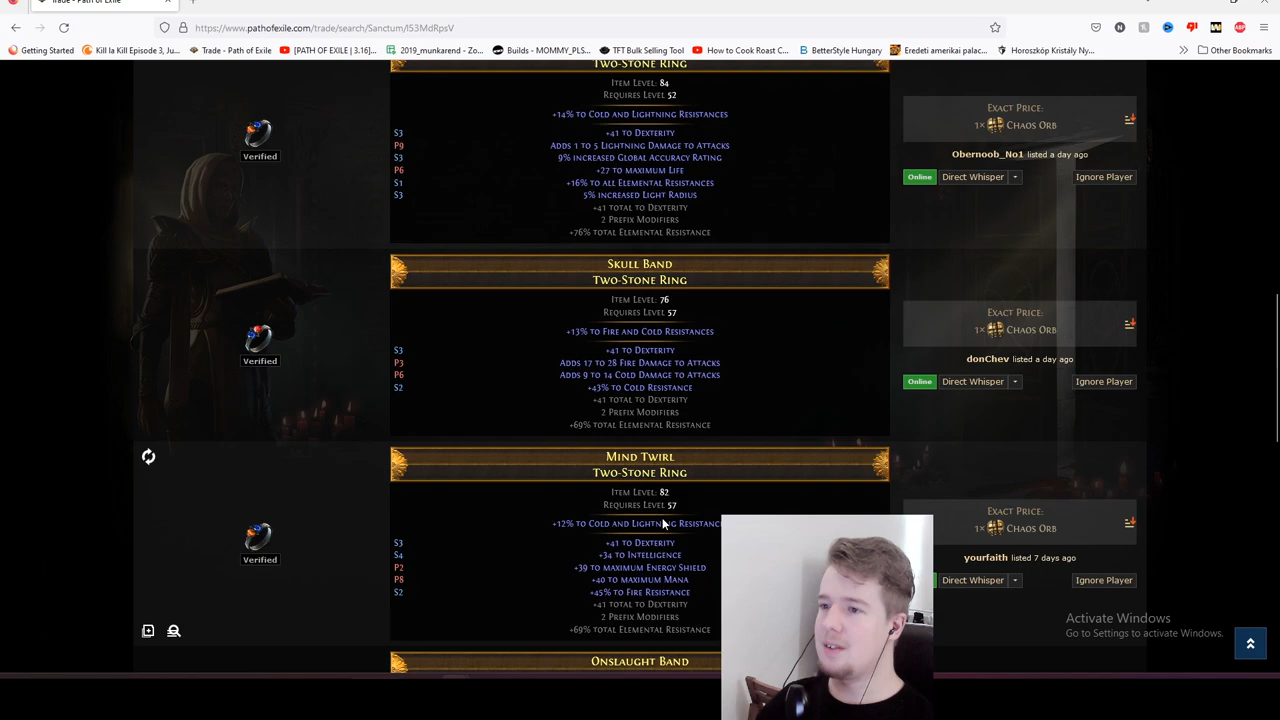 Trade - Path of Exile
https://www.pathofexile.com/trade/search/Sanctum/l53MdRpsV
Getting Started
Kill la Kill Episode 3, Du...
Trade - Path of Exile
[PATH OF EXILE | 3.16]...
2019_munkarend - Zo...
Builds - MOMMY_PLS...
TFT Bulk Selling Tool
How to Cook Roast C...
BetterStyle Hungary
Eredeti amerikai palac...
Horoszkóp Kristály Ny...
Other Bookmarks
Two-Stone Ring
Item Level: 84
Requires Level 52
+14% to Cold and Lightning Resistances
S3 +41 to Dexterity
P9 Adds 1 to 5 Lightning Damage to Attacks
S3 9% increased Global Accuracy Rating
P6 +27 to maximum Life
S1 +16% to all Elemental Resistances
S3 5% increased Light Radius
+41 total to Dexterity
2 Prefix Modifiers
+76% total Elemental Resistance
Verified
Exact Price:
1× Chaos Orb
Obernoob_No1 listed a day ago
Online Direct Whisper Ignore Player
Skull Band
Two-Stone Ring
Item Level: 76
Requires Level 57
+13% to Fire and Cold Resistances
S3 +41 to Dexterity
P3 Adds 17 to 28 Fire Damage to Attacks
P6 Adds 9 to 14 Cold Damage to Attacks
S2 +43% to Cold Resistance
+41 total to Dexterity
2 Prefix Modifiers
+69% total Elemental Resistance
Verified
Exact Price:
1× Chaos Orb
donChev listed a day ago
Online Direct Whisper Ignore Player
Mind Twirl
Two-Stone Ring
Item Level: 82
Requires Level 57
+12% to Cold and Lightning Resistanc
S3 +41 to Dexterity
S4 +34 to Intelligence
P2 +39 to maximum Energy Shield
P8 +40 to maximum Mana
S2 +45% to Fire Resistance
+41 total to Dexterity
2 Prefix Modifiers
+69% total Elemental Resistance
Verified
Exact Price:
1× Chaos Orb
yourfaith listed 7 days ago
Direct Whisper Ignore Player
Onslaught Band
Activate Windows
Go to Settings to activate Windows.